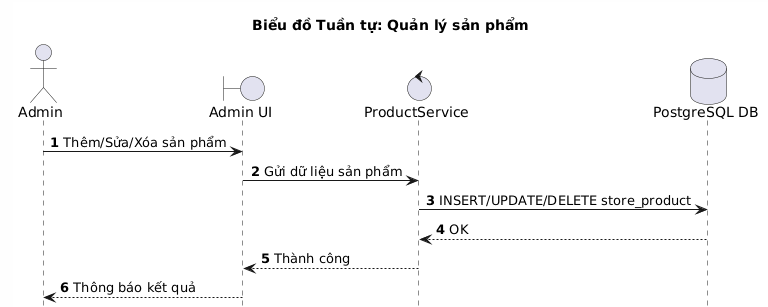 Biểu đồ Tuần tự: Quản lý sản phẩm
Admin
Admin UI
ProductService
PostgreSQL DB
1 Thêm/Sửa/Xóa sản phẩm
2 Gửi dữ liệu sản phẩm
3 INSERT/UPDATE/DELETE store_product
4 OK
5 Thành công
6 Thông báo kết quả